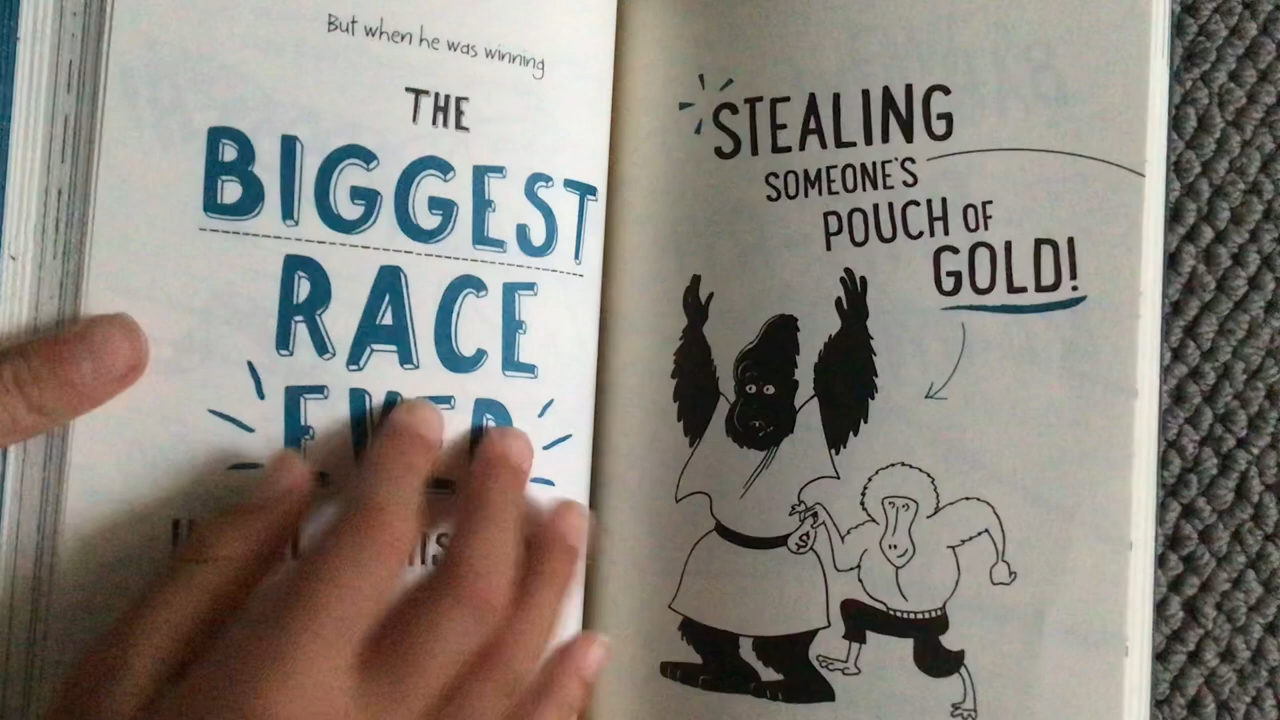 But when he was winning
THE
BIGGEST
RACE
EVER
STEALING
SOMEONE'S
POUCH OF
GOLD!
$